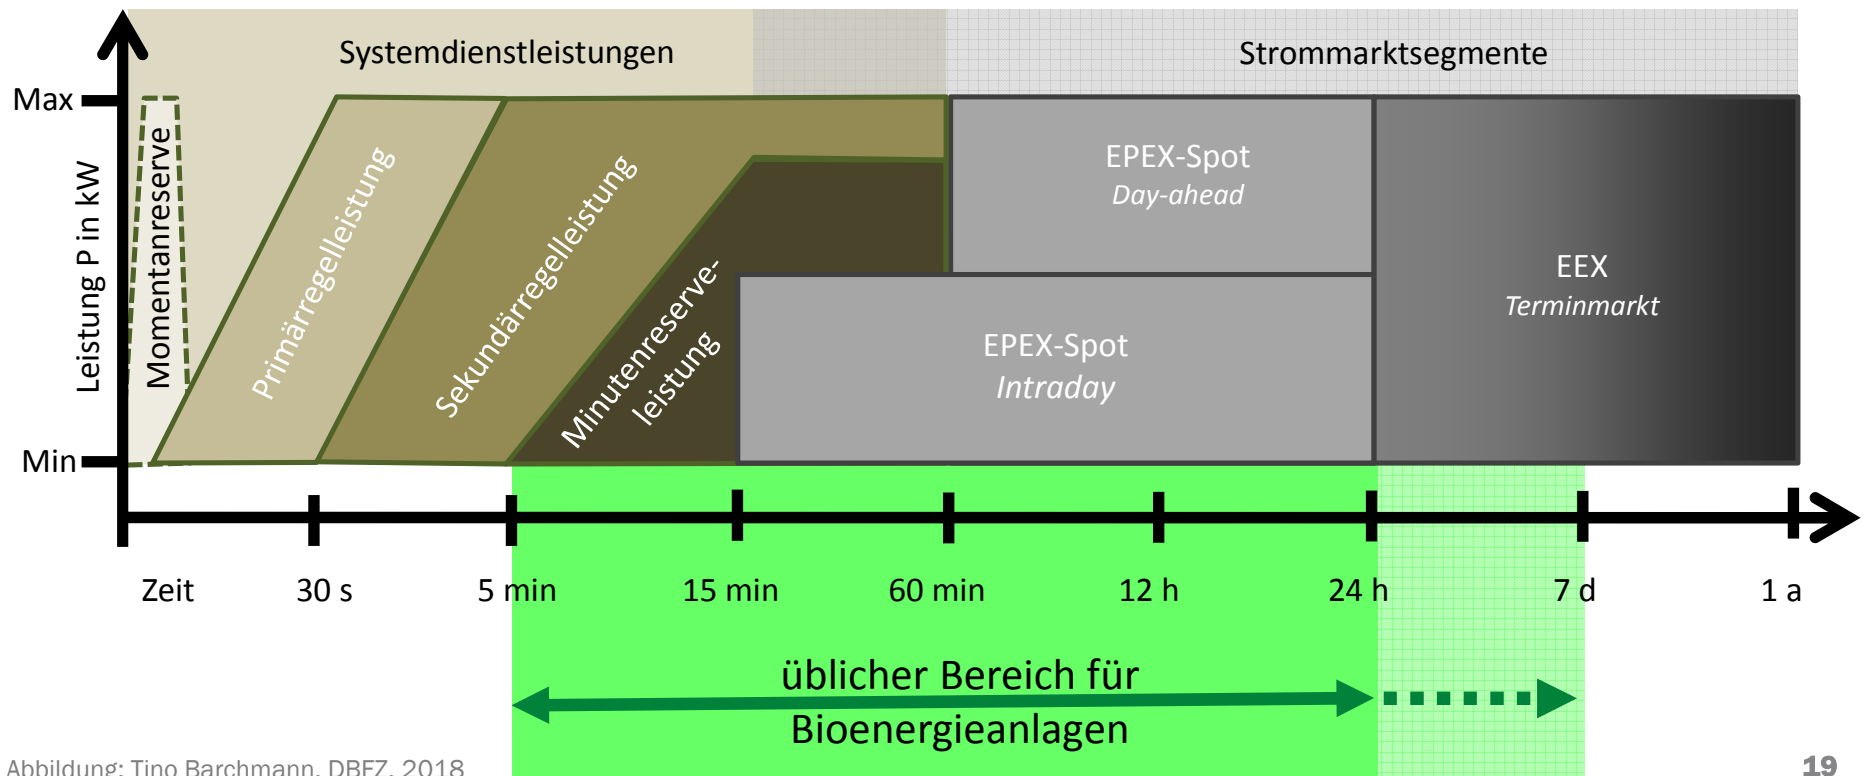 Systemdienstleistungen
Strommarktsegmente
Max
Min
Leistung P in kW
Momentanreserve
Primärregelleistung
Sekundärregelleistung
Minutenreserve-
leistung
EPEX-Spot
Day-ahead
EPEX-Spot
Intraday
EEX
Terminmarkt
Zeit
30 s
5 min
15 min
60 min
12 h
24 h
7 d
1 a
üblicher Bereich für
Bioenergieanlagen
Abbildung: Tino Barchmann, DBFZ, 2018
19